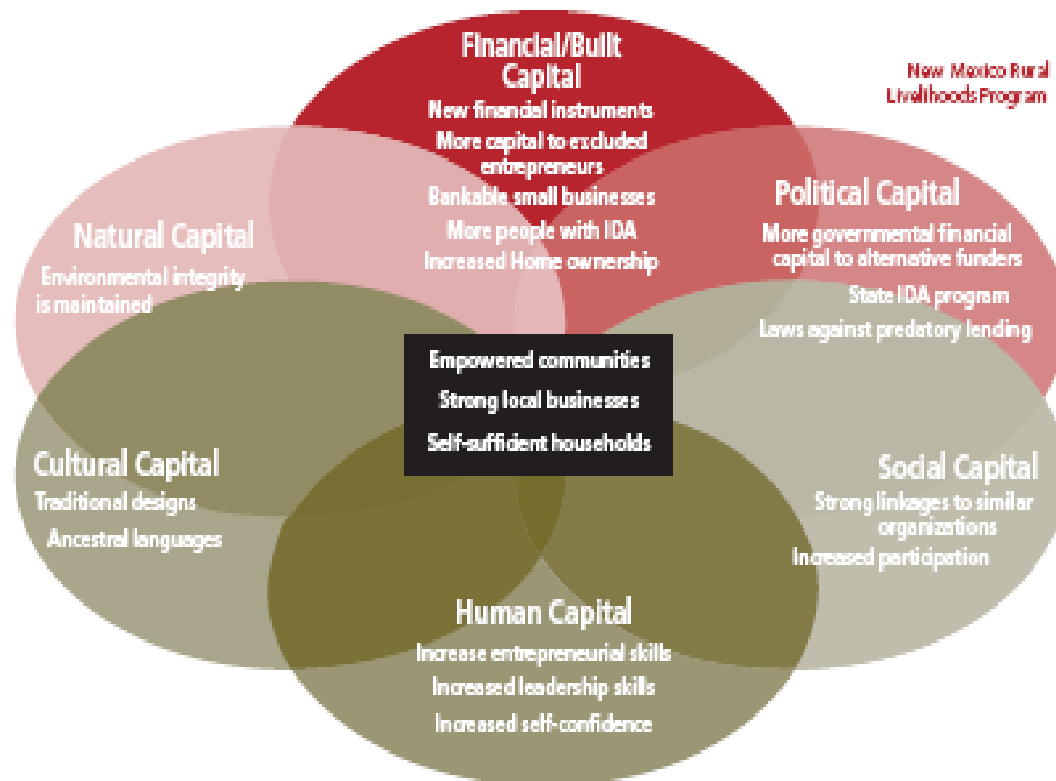 Financial/Built
Capital
New financial instruments
More capital to excluded
entrepreneurs
Bankable small businesses
More people with IDA
Increased Home ownership
New Mexico Rural
Livelihoods Program
Political Capital
More governmental financial
capital to alternative funders
State IDA program
Laws against predatory lending
Natural Capital
Environmental integrity
is maintained
Empowered communities
Strong local businesses
Self-sufficient households
Cultural Capital
Traditional designs
Ancestral languages
Social Capital
Strong linkages to similar
organizations
Increased participation
Human Capital
Increase entrepreneurial skills
Increased leadership skills
Increased self-confidence